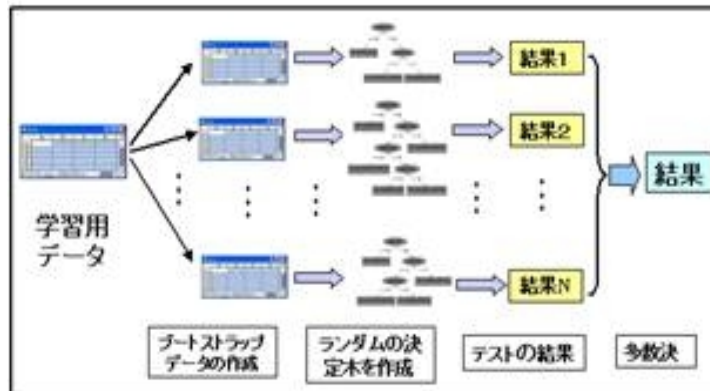 結果1
結果2
学習用
データ
結果
結果N
ブートストラップ
データの作成
ランダムの決
定木を作成
テストの結果
多数決